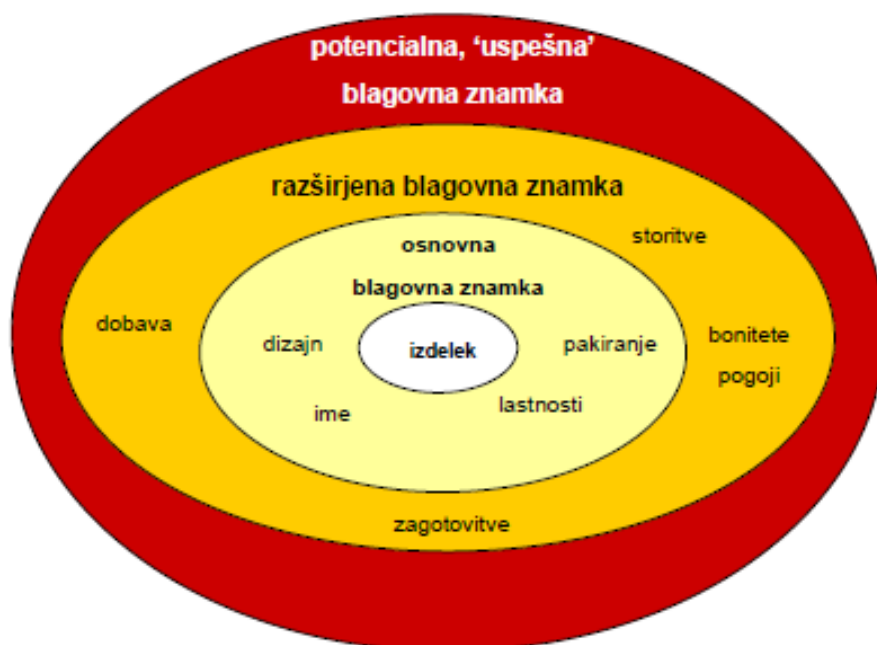 potencialna, ‘uspešna’
blagovna znamka
razširjena blagovna znamka
storitve
osnovna
blagovna znamka
dobava
dizajn
izdelek
pakiranje
bonitete
pogoji
ime
lastnosti
zagotovitve